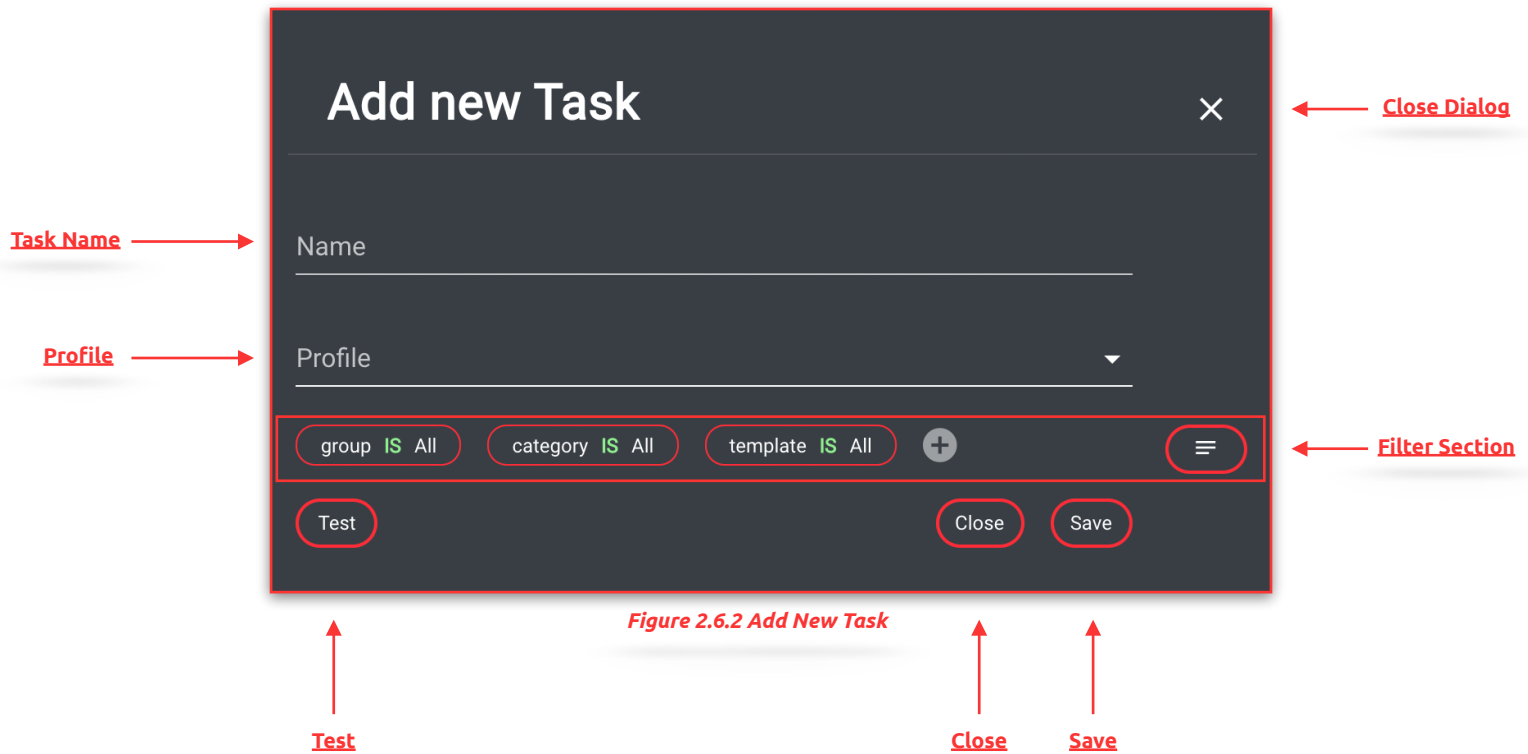 Add new Task
Close Dialog
Task Name
Name
Profile
Profile
group IS All category IS All template IS All
Filter Section
Test Close Save
Figure 2.6.2 Add New Task
Test Close Save